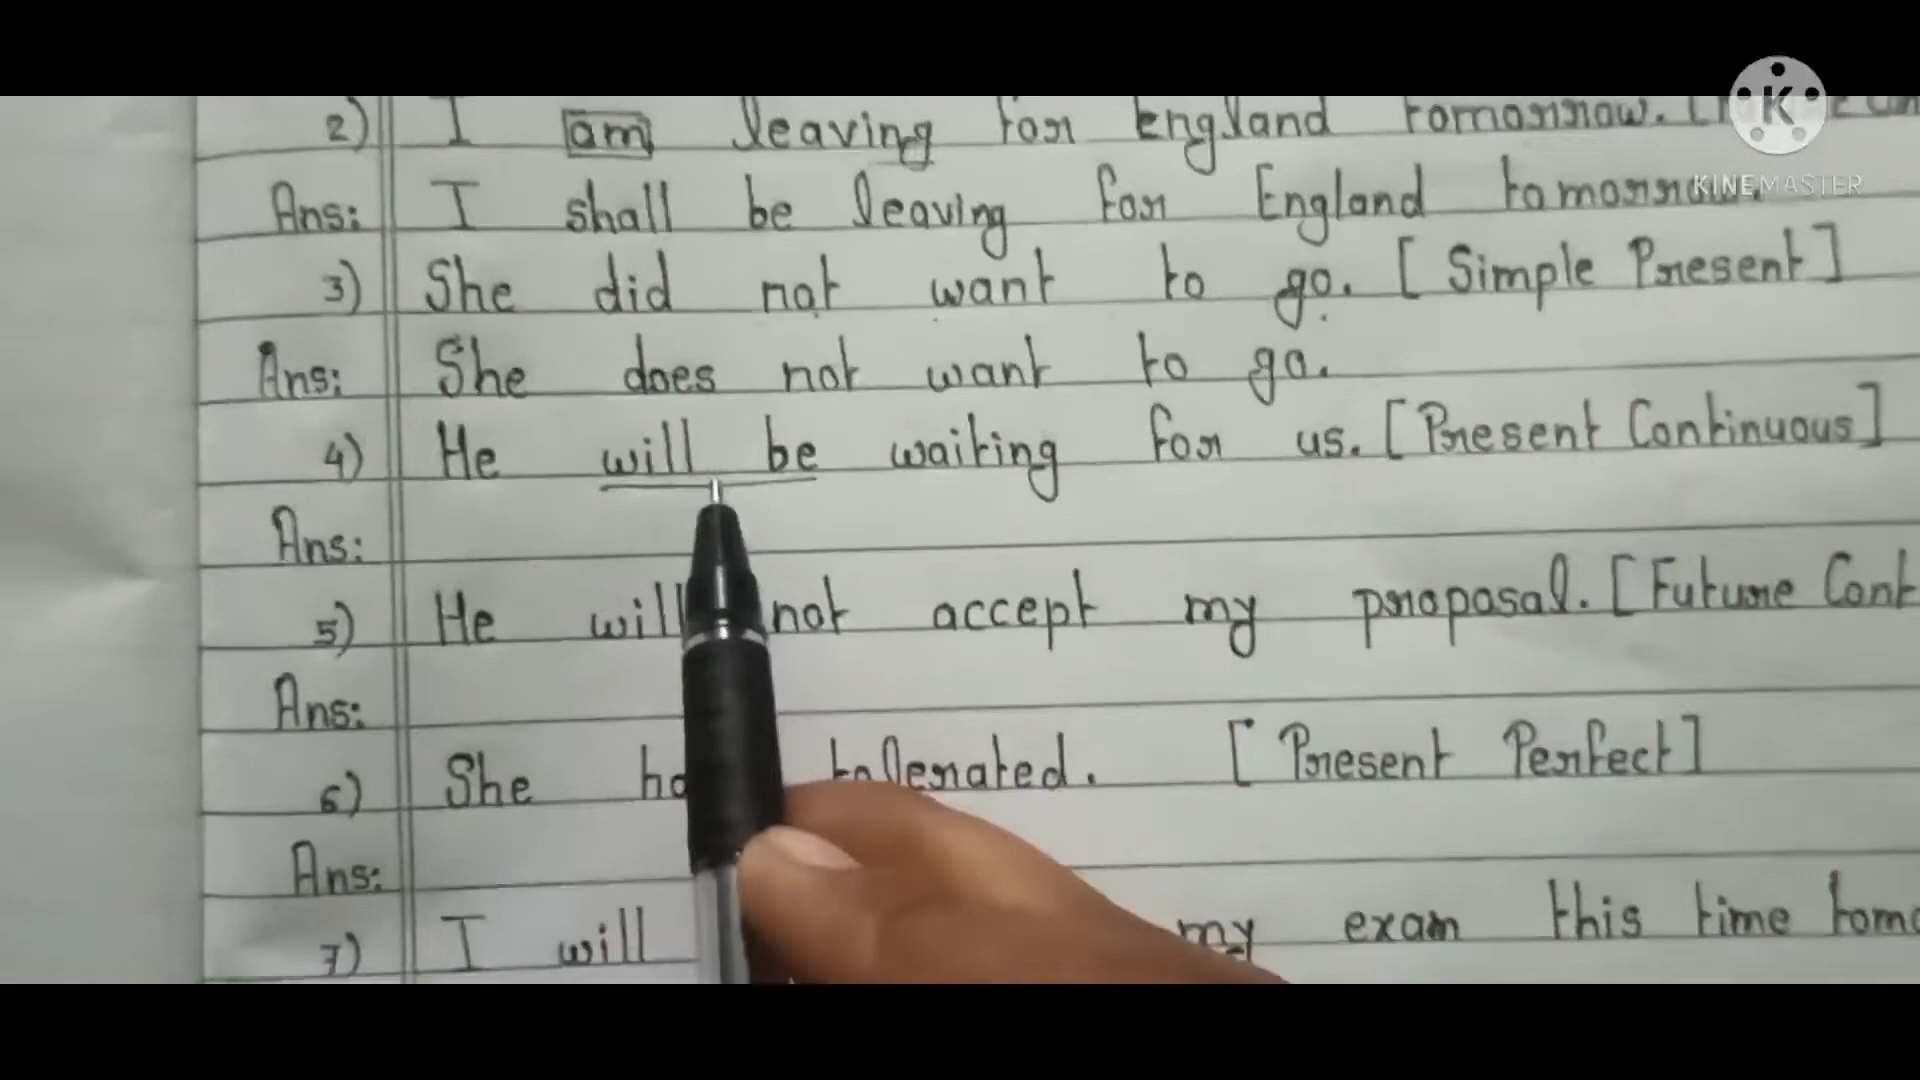 2) I am leaving for England tomorrow.
K
KINEMASTER
Ans: I shall be leaving for England tomorrow.
3) She did not want to go. [Simple Present]
Ans: She does not want to go.
4) He will be waiting for us. [Present Continuous]
Ans:
5) He will not accept my proposal. [Future Cont
Ans:
6) She tolerated. [Present Perfect]
Ans:
7) I will my exam this time tomo